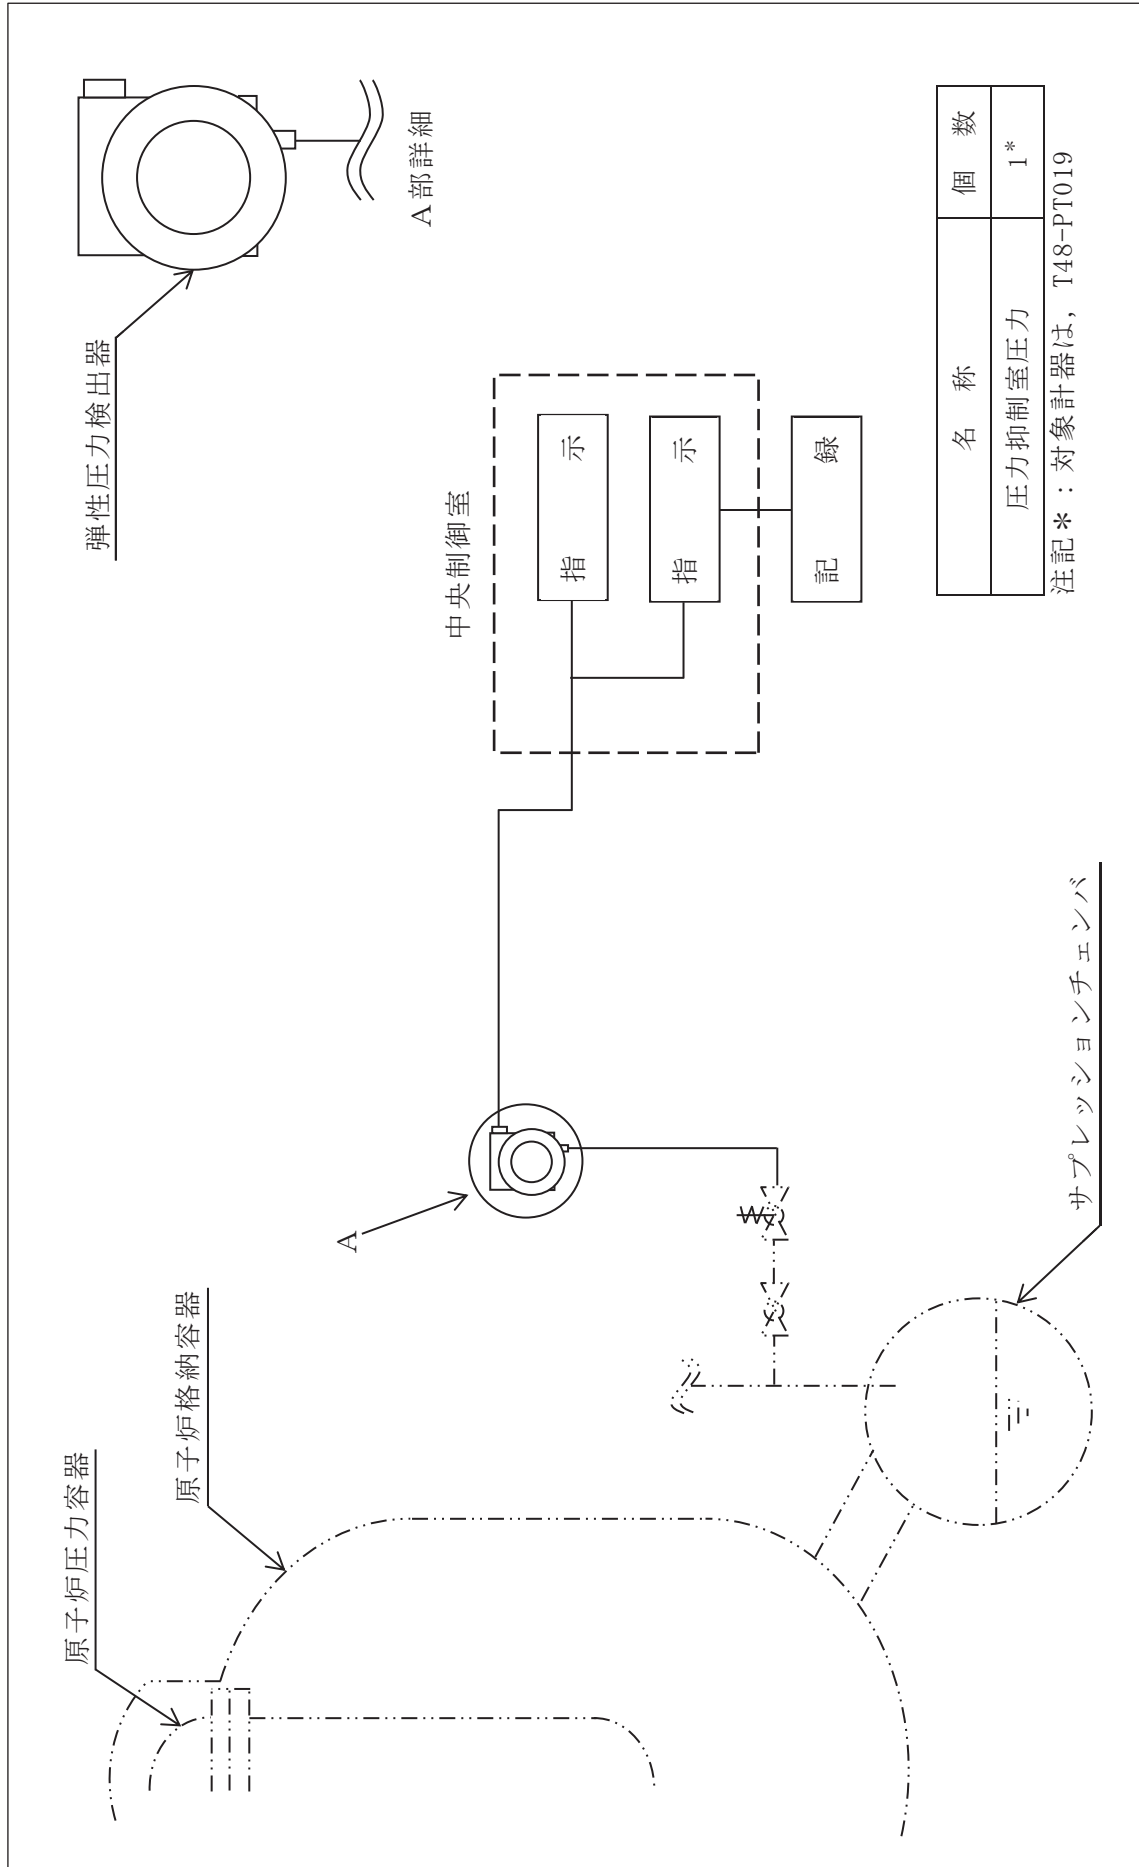 原子炉圧力容器
原子炉格納容器
A
サプレッションチェンバ
中央制御室
指示
指示
記録
弾性圧力検出器
A部詳細
名 称 個 数
圧力抑制室圧力 1*
注記*:対象計器は,T48-PT019